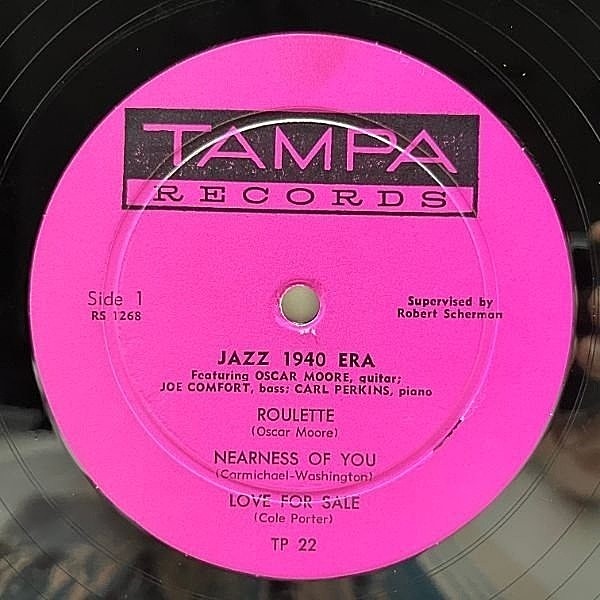 TAMPA
RECORDS
Side 1
RS 1268
Supervised by
Robert Scherman
JAZZ 1940 ERA
Featuring OSCAR MOORE, guitar;
JOE COMFORT, bass; CARL PERKINS, piano
ROULETTE
(Oscar Moore)
NEARNESS OF YOU
(Carmichael-Washington)
LOVE FOR SALE
(Cole Porter)
TP 22